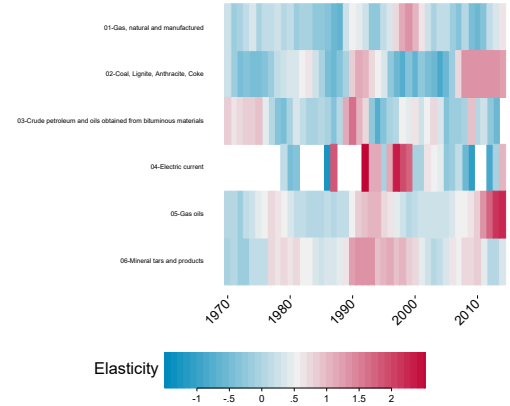 01-Gas, natural and manufactured
02-Coal, Lignite, Anthracite, Coke
03-Crude petroleum and oils obtained from bituminous materials
04-Electric current
05-Gas oils
06-Mineral tars and products
1970 1980 1990 2000 2010
Elasticity
-1 -.5 0 .5 1 1.5 2